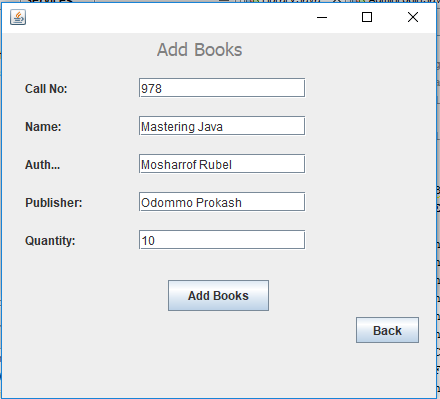 Add Books
Call No: 978
Name: Mastering Java
Auth... Mosharrof Rubel
Publisher: Odommo Prokash
Quantity: 10
Add Books
Back